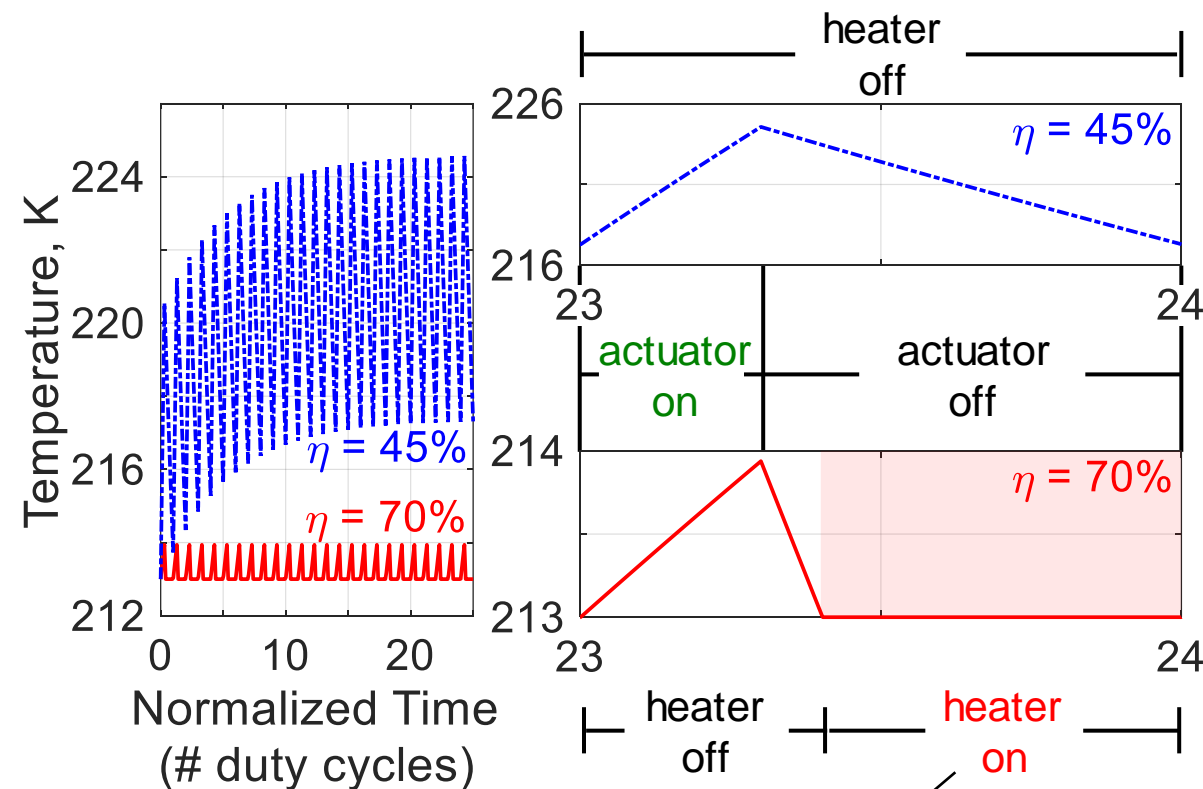 heater
off
226
η = 45%
224
216
23
24
Temperature, K
220
actuator
on
actuator
off
η = 45%
216
214
η = 70%
η = 70%
212
213
0
10
20
23
24
Normalized Time
(# duty cycles)
heater
off
heater
on